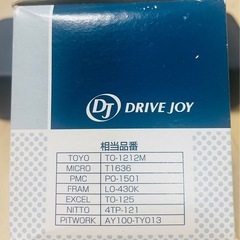 DJ DRIVE JOY
相当品番
TOYO TO-1212M
MICRO T1636
PMC PO-1501
FRAM LO-430K
EXCEL TO-125
NITTO 4TP-121
PITWORK AY100-TY013